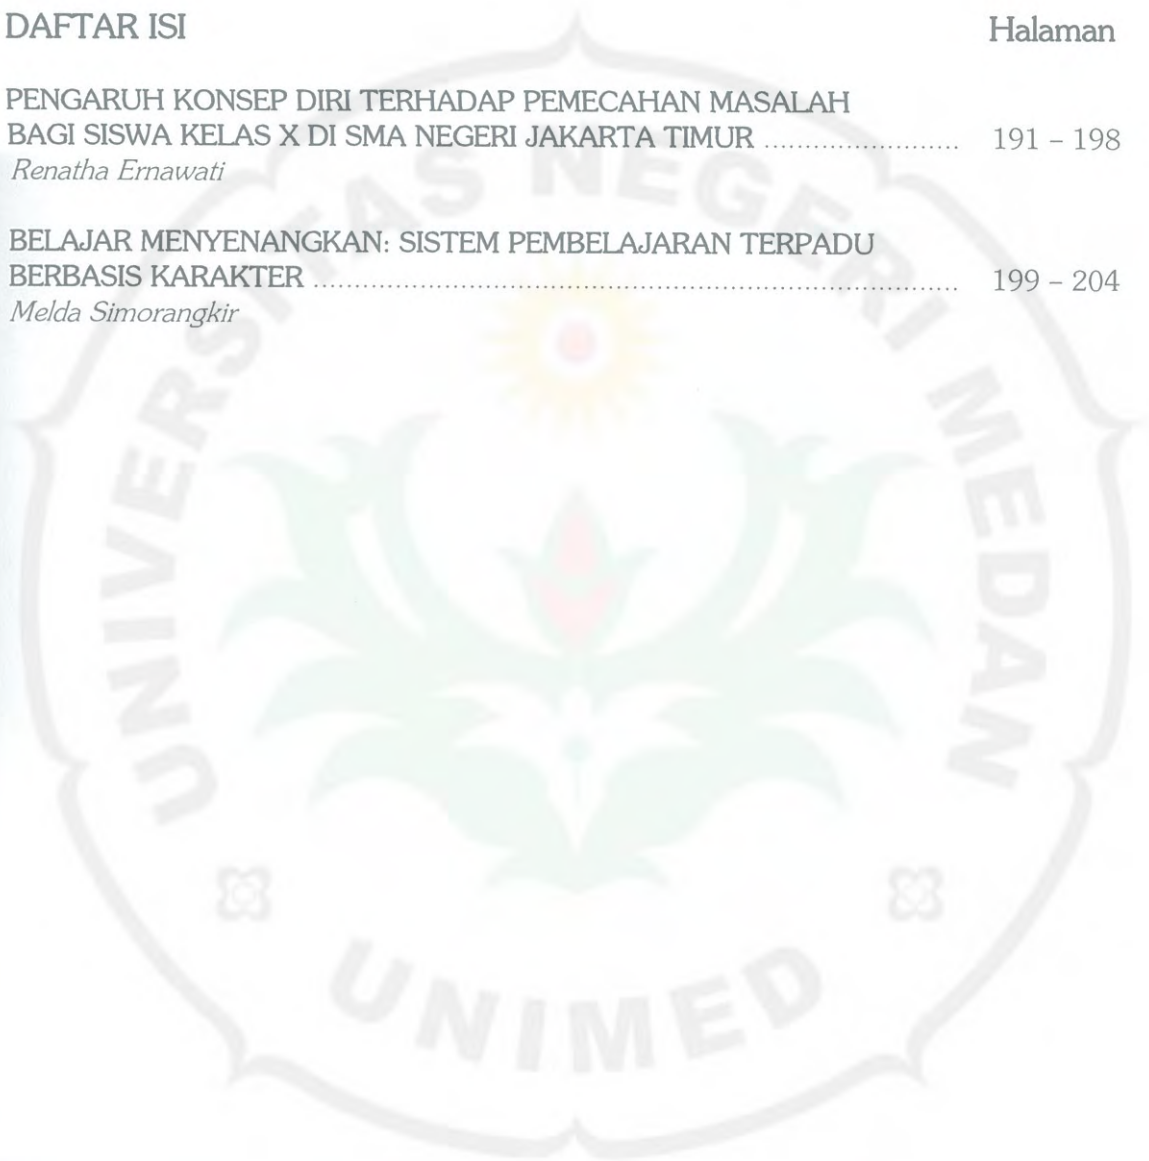 DAFTAR ISI Halaman
PENGARUH KONSEP DIRI TERHADAP PEMECAHAN MASALAH
BAGI SISWA KELAS X DI SMA NEGERI JAKARTA TIMUR ........................ 191 – 198
Renatha Ernawati
BELAJAR MENYENANGKAN: SISTEM PEMBELAJARAN TERPADU
BERBASIS KARAKTER ................................................................................ 199 – 204
Melda Simorangkir
UNIVERSITAS NEGERI MEDAN
UNIMED